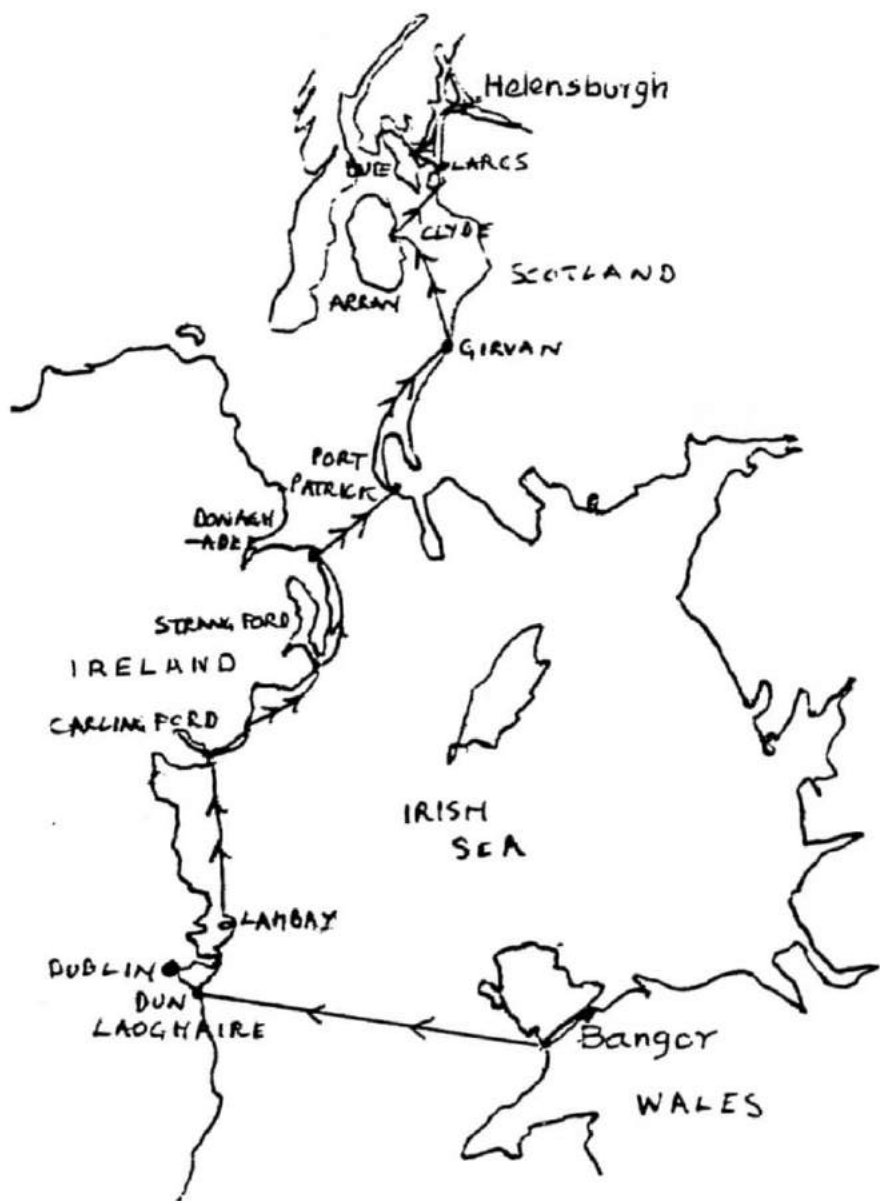 Helensburgh
BUTE
LARGS
CLYDE
SCOTLAND
ARRAN
GIRVAN
PORT
PATRICK
DONAGH
-ADEE
STRANGFORD
IRELAND
CARLINGFORD
IRISH
SEA
LAMBAY
DUBLIN
DUN
LAOGHAIRE
Bangor
WALES